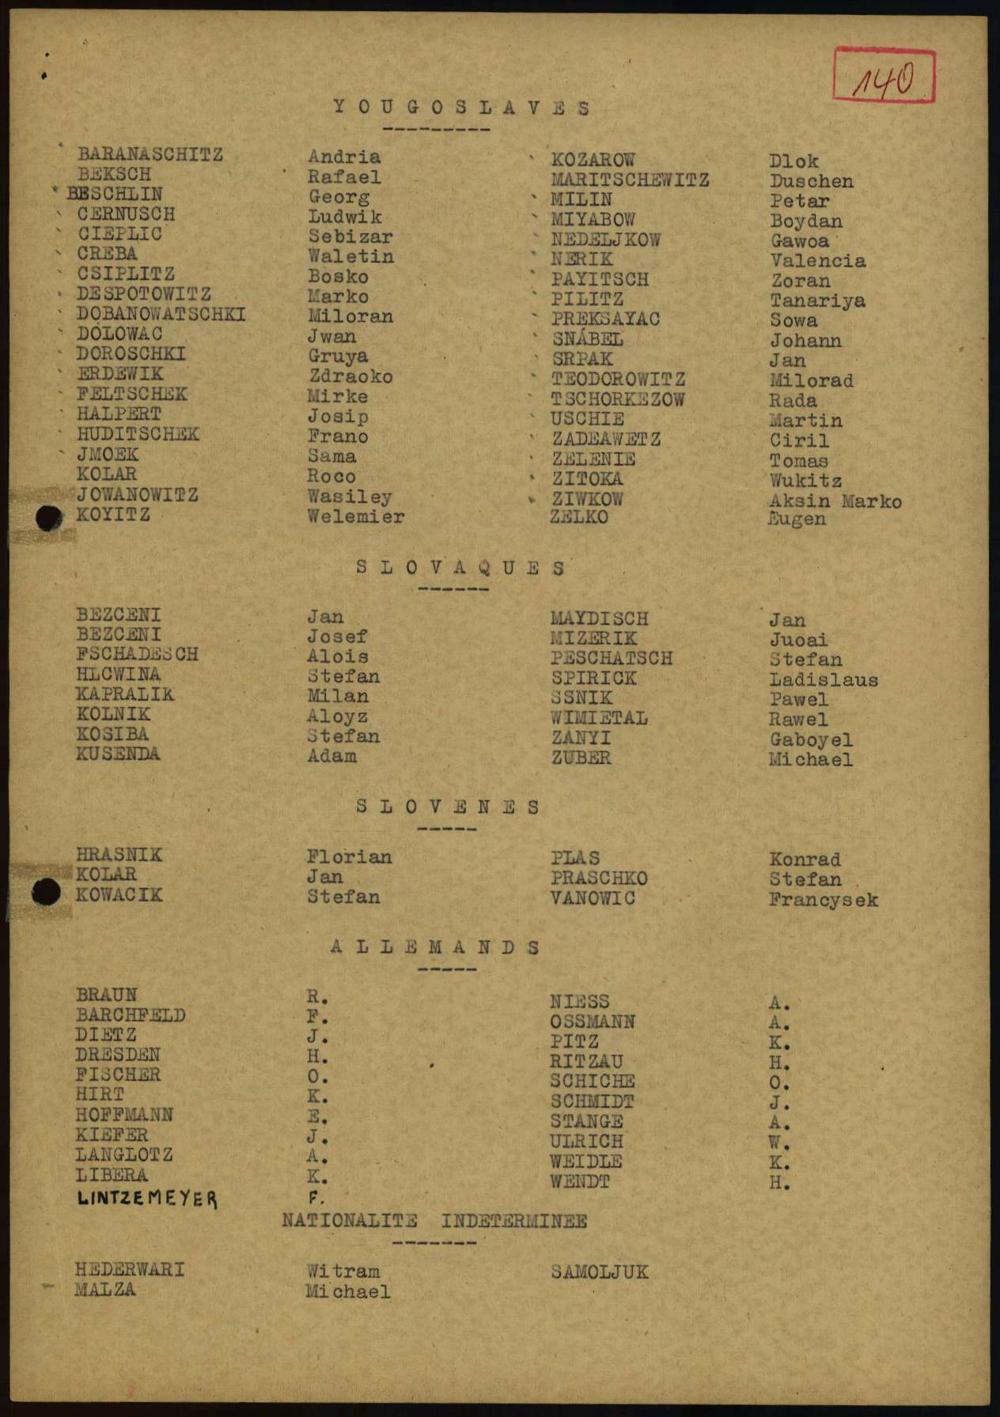 140
YOUGOSLAVES
BARANASCHITZ Andria KOZAROW Dlok
BEKSCH Rafael MARITSCHEWITZ Duschen
BESCHLIN Georg MILIN Petar
CERNUSCH Ludwik MIYABOW Boydan
CIEPLIC Sebizar NEDELJKOW Gawoa
CREBA Waletin NERIK Valencia
CSIPLITZ Bosko PAYITSCH Zoran
DESPOTOWITZ Marko PILITZ Tanariya
DOBANOWATSCHKI Miloran PREKSAYAC Sowa
DOLOWAC Jwan SNÁBEL Johann
DOROSCHKI Gruya SRPAK Jan
ERDEWIK Zdraoko TEODOROWITZ Milorad
FELTSCHEK Mirke TSCHORKEZOW Rada
HALPERT Josip USCHIE Martin
HUDITSCHEK Frano ZADEAWETZ Ciril
JMOEK Sama ZELENIE Tomas
KOLAR Roco ZITOKA Wukitz
JOWANOWITZ Wasiley ZIWKOW Aksin Marko
KOYITZ Welemier ZELKO Eugen
SLOVAQUES
BEZCENI Jan MAYDISCH Jan
BEZCENI Josef MIZERIK Juoai
FSCHADESCH Alois PESCHATSCH Stefan
HLCWINA Stefan SPIRICK Ladislaus
KAPRALIK Milan SSNIK Pawel
KOLNIK Aloyz WIMIETAL Rawel
KOSIBA Stefan ZANYI Gaboyel
KUSENDA Adam ZUBER Michael
SLOVENES
HRASNIK Florian PLAS Konrad
KOLAR Jan PRASCHKO Stefan
KOWACIK Stefan VANOWIC Francysek
ALLEMANDS
BRAUN R. NIESS A.
BARCHFELD F. OSSMANN A.
DIETZ J. PITZ K.
DRESDEN H. RITZAU H.
FISCHER O. SCHICHE O.
HIRT K. SCHMIDT J.
HOFFMANN E. STANGE A.
KIEFER J. ULRICH W.
LANGLOTZ A. WEIDLE K.
LIBERA K. WENDT H.
LINTZEMEYER F.
NATIONALITE INDETERMINEE
HEDERWARI Witram SAMOLJUK
MALZA Michael